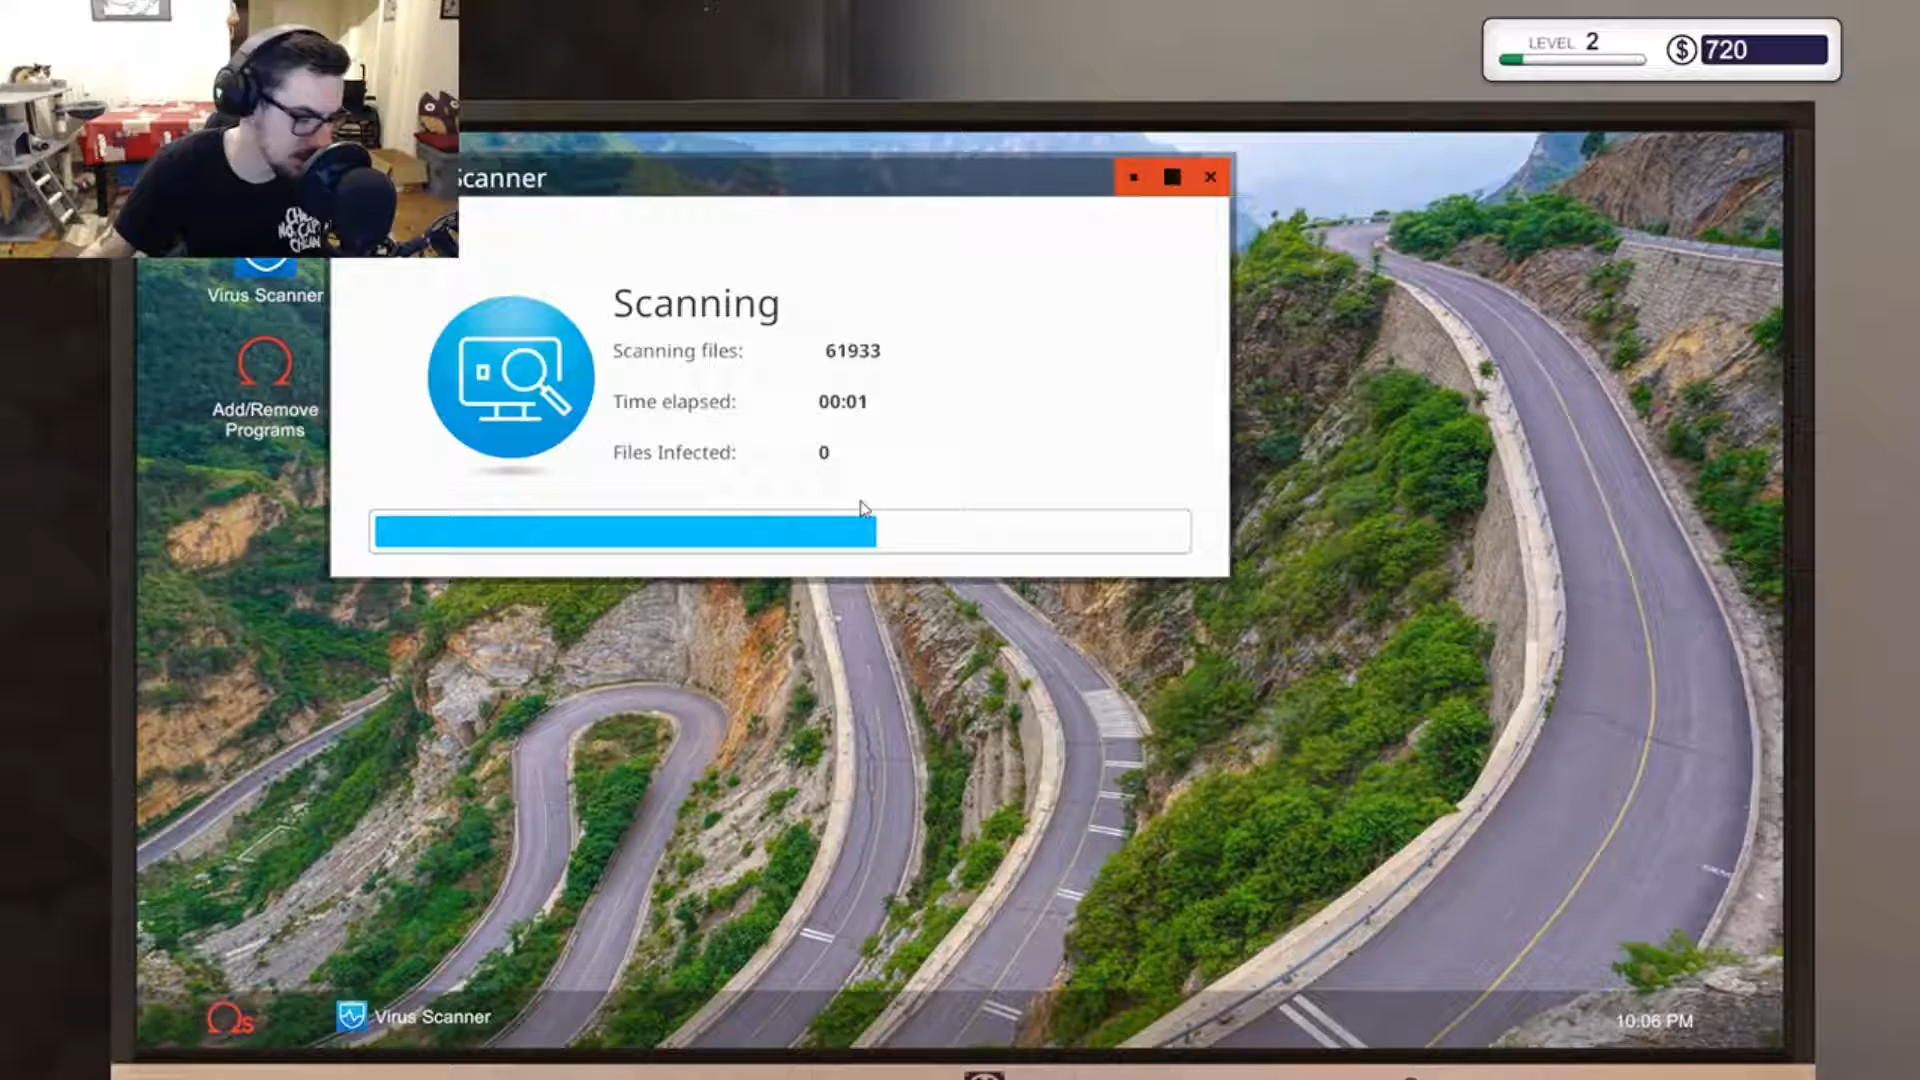 LEVEL 2
$ 720
Scanner
Virus Scanner
Add/Remove
Programs
Scanning
Scanning files: 61933
Time elapsed: 00:01
Files Infected: 0
Ωs
Virus Scanner
10:06 PM